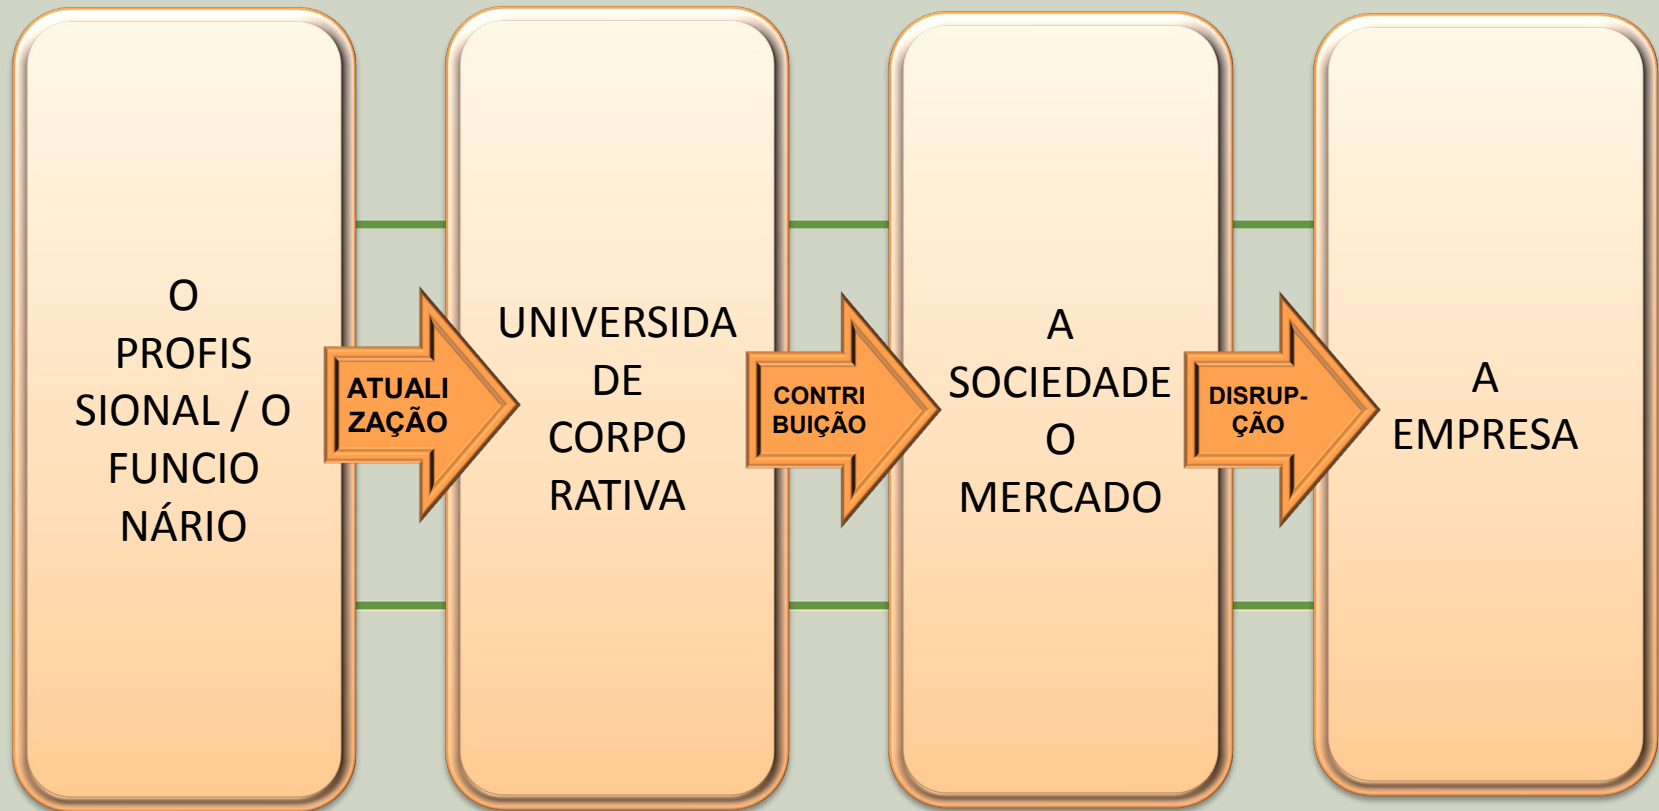 O
PROFIS
SIONAL / O
FUNCIO
NÁRIO
ATUALI
ZAÇÃO
UNIVERSIDA
DE
CORPO
RATIVA
CONTRI
BUIÇÃO
A
SOCIEDADE
O
MERCADO
DISRUP-
ÇÃO
A
EMPRESA